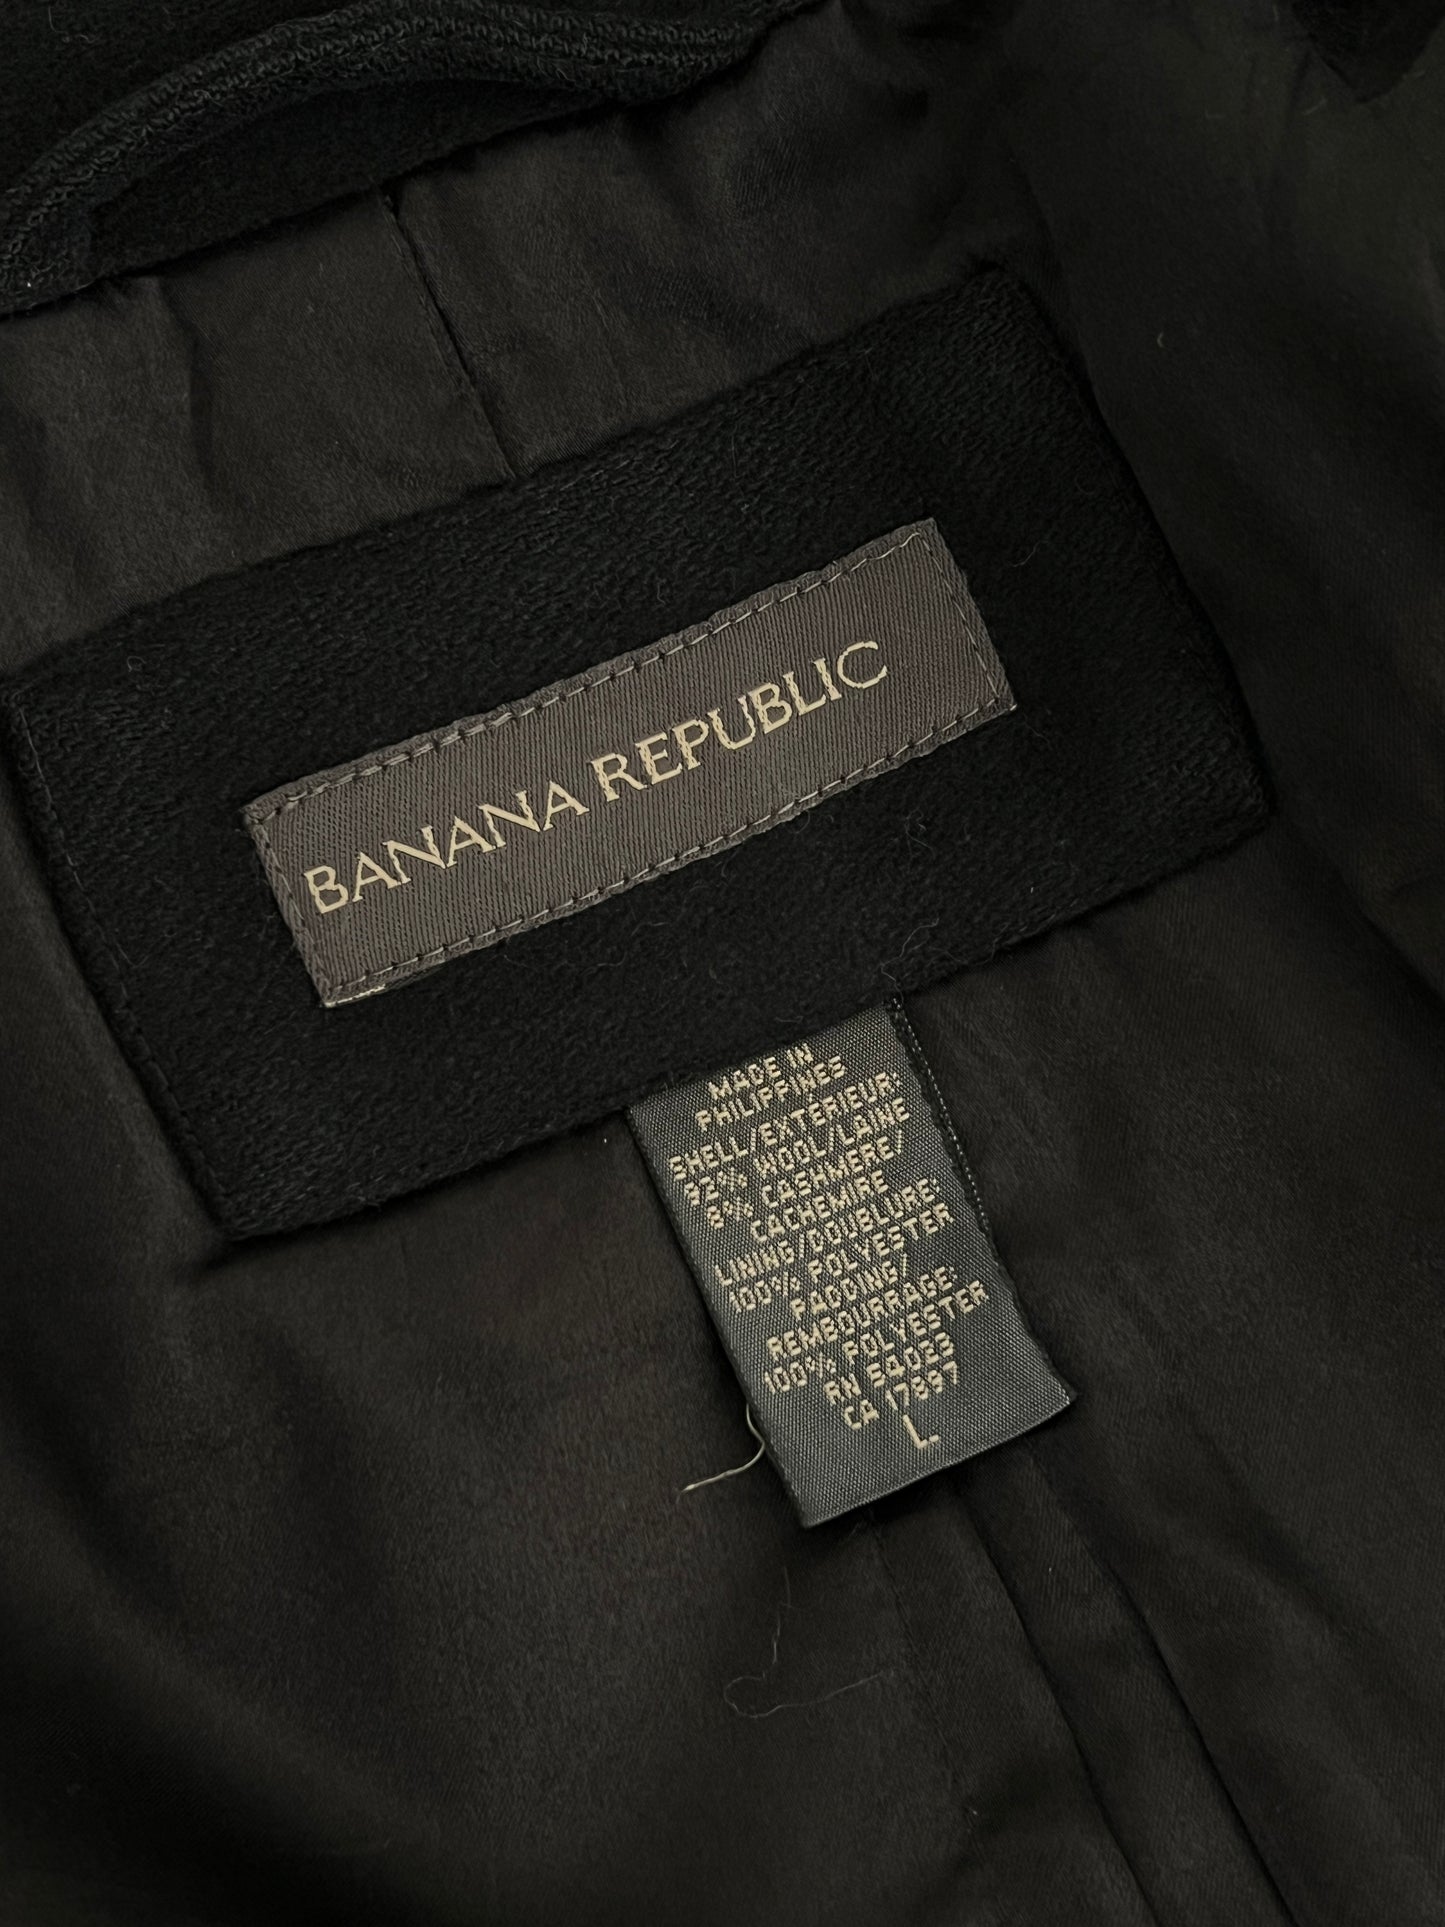 BANANA REPUBLIC
MADE IN
PHILIPPINES
SHELL/EXTERIEUR:
92% WOOL/LAINE
8% CASHMERE/
CACHEMIRE
LINING/DOUBLURE:
100% POLYESTER
PADDING/
REMBOURRAGE:
100% POLYESTER
RN 59DEB
CA 17897
L